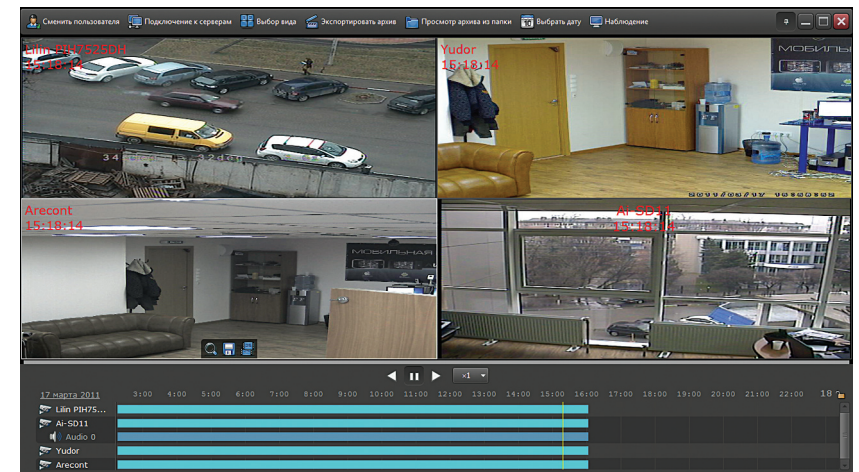 Сменить пользователя Подключение к серверам Выбор вида Экспортировать архив Просмотр архива из папки Выбрать дату Наблюдение
Lilin PIH7525DH
15:18:14
Yudor
15:18:14
МОБИЛЬН
Arecont
15:18:14
МОБИЛЬНАЯ
Ai-SD11
15:18:14
×1
17 марта 2011 3:00 4:00 5:00 6:00 7:00 8:00 9:00 10:00 11:00 12:00 13:00 14:00 15:00 16:00 17:00 18:00 19:00 20:00 21:00 22:00 18
Lilin PIH75...
Ai-SD11
Audio 0
Yudor
Arecont